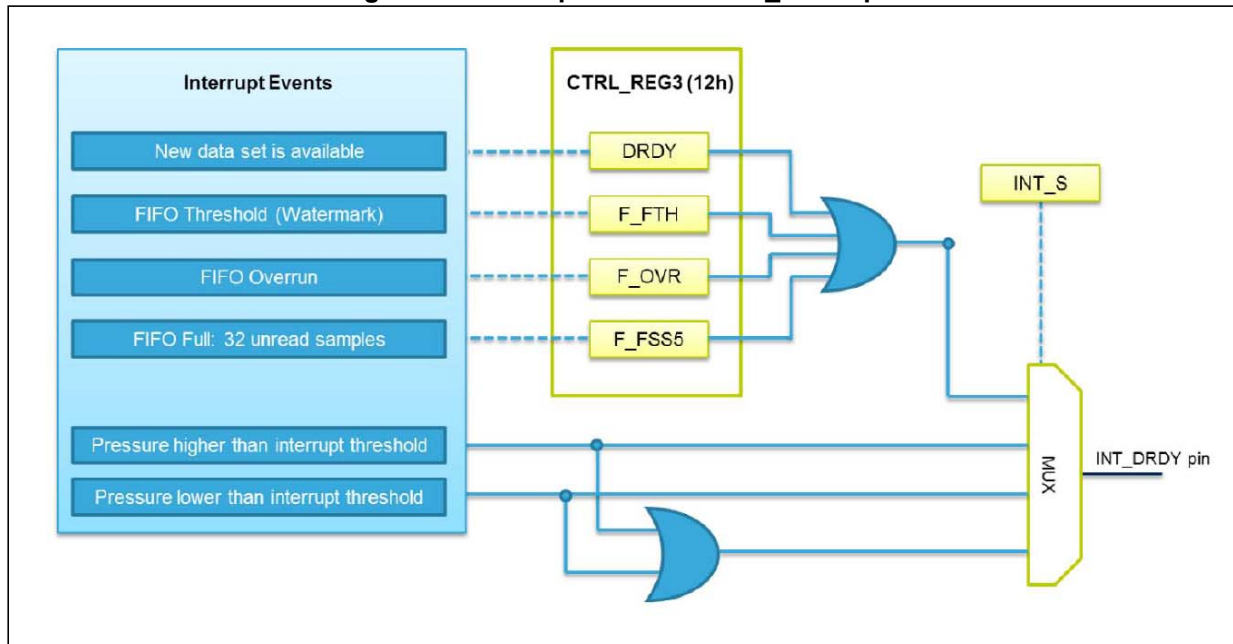 Interrupt Events
CTRL_REG3 (12h)
New data set is available
DRDY
INT_S
FIFO Threshold (Watermark)
F_FTH
FIFO Overrun
F_OVR
FIFO Full: 32 unread samples
F_FSS5
Pressure higher than interrupt threshold
MUX
INT_DRDY pin
Pressure lower than interrupt threshold